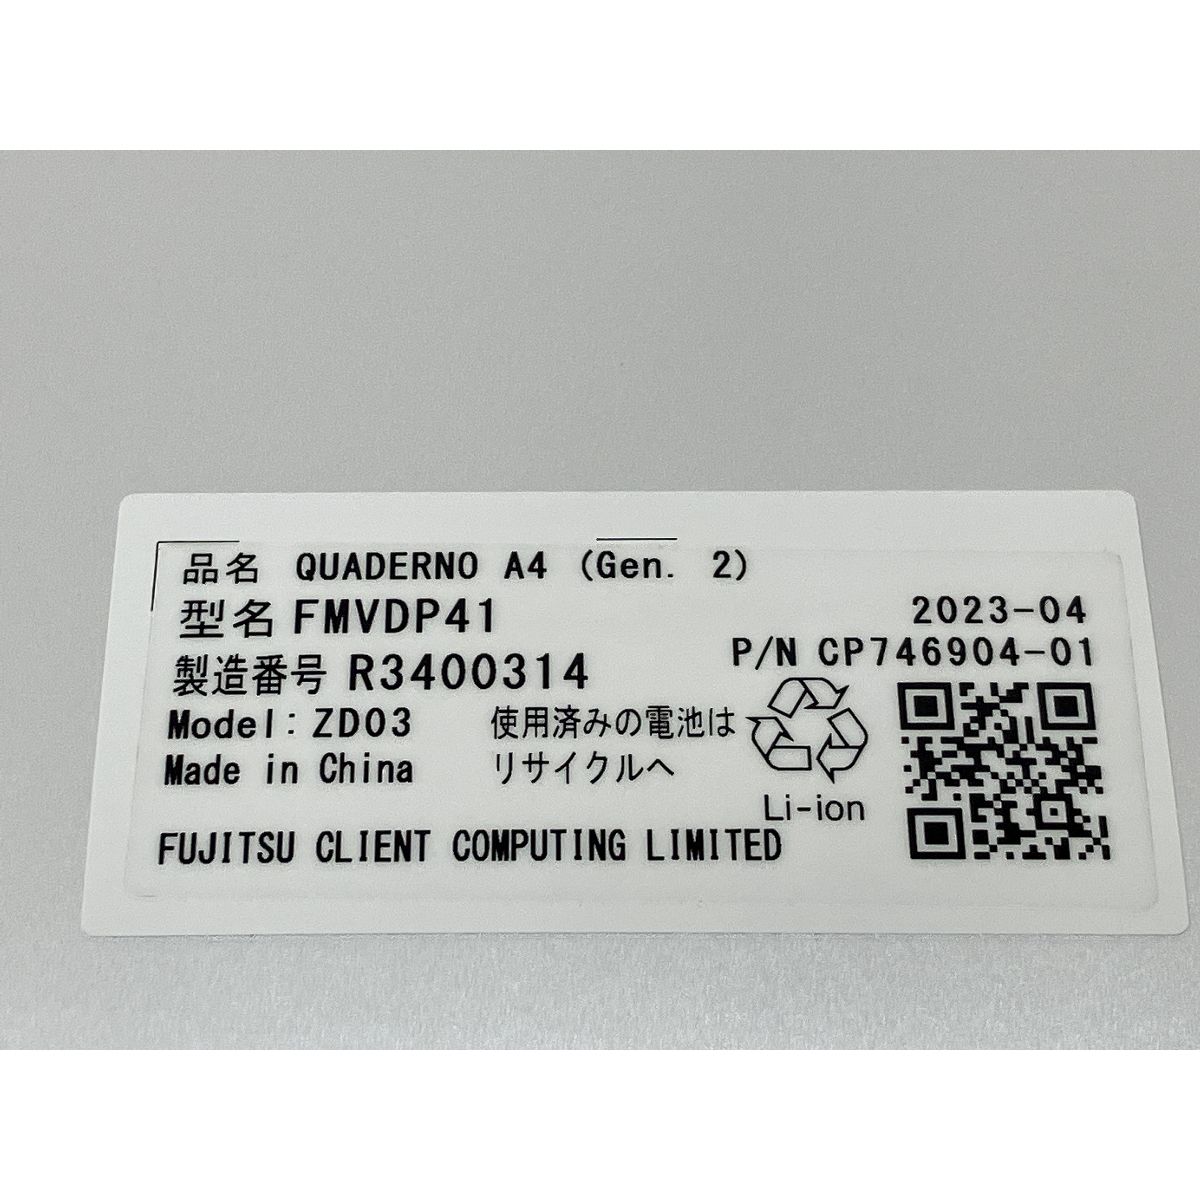 品名 QUADERNO A4 (Gen. 2)
型名 FMVDP41
2023-04
製造番号 R3400314
P/N CP746904-01
Model: ZD03
使用済みの電池は
Made in China
リサイクルへ
Li-ion
FUJITSU CLIENT COMPUTING LIMITED